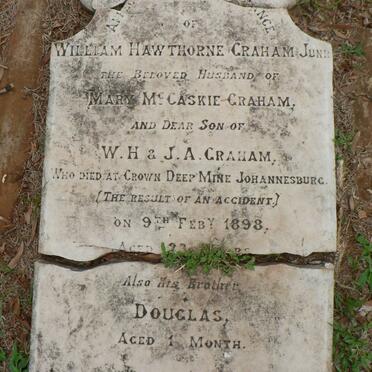 OF
WILLIAM HAWTHORNE GRAHAM JUNR
THE BELOVED HUSBAND OF
MARY MCCASKIE GRAHAM,
AND DEAR SON OF
W.H & J.A. GRAHAM,
WHO DIED AT CROWN DEEP MINE JOHANNESBURG.
(THE RESULT OF AN ACCIDENT.)
ON 9TH FEBY 1898,
AGED
ALSO HIS BROTHER
DOUGLAS,
AGED 1 MONTH.